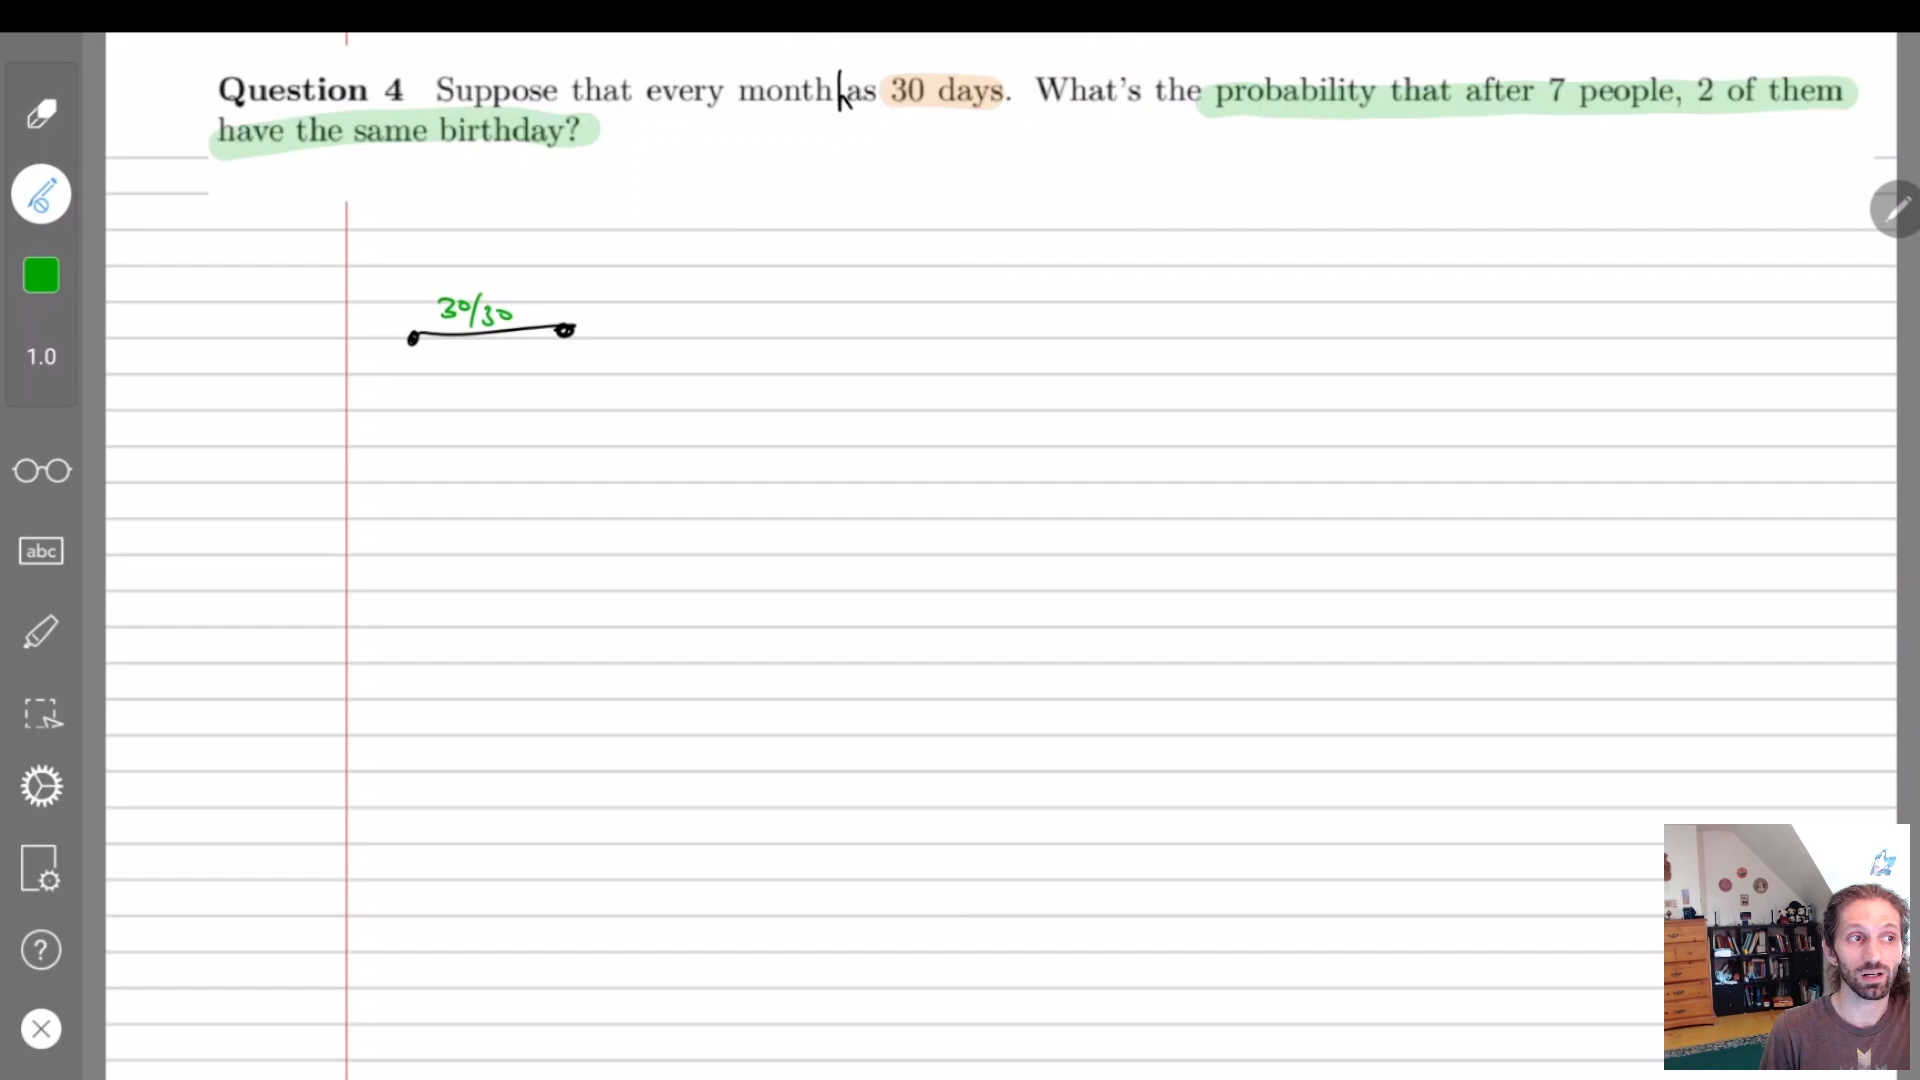 Question 4 Suppose that every month has 30 days. What's the probability that after 7 people, 2 of them
have the same birthday?
30/30
1.0
abc
?